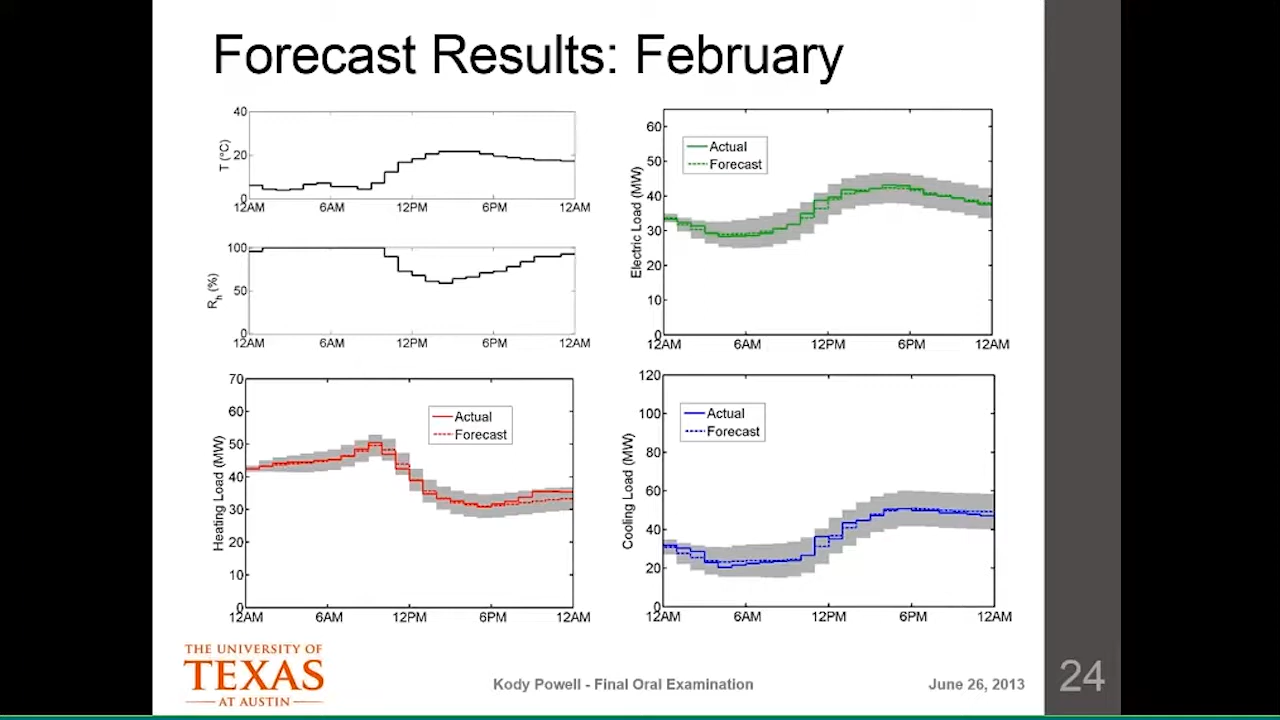 Forecast Results: February
40
20
0
T (°C)
12AM 6AM 12PM 6PM 12AM
100
50
0
Rh (%)
12AM 6AM 12PM 6PM 12AM
60
50
40
30
20
10
0
Electric Load (MW)
Actual
Forecast
12AM 6AM 12PM 6PM 12AM
70
60
50
40
30
20
10
0
Heating Load (MW)
Actual
Forecast
12AM 6AM 12PM 6PM 12AM
120
100
80
60
40
20
0
Cooling Load (MW)
Actual
Forecast
12AM 6AM 12PM 6PM 12AM
THE UNIVERSITY OF
TEXAS
AT AUSTIN
Kody Powell - Final Oral Examination
June 26, 2013
24